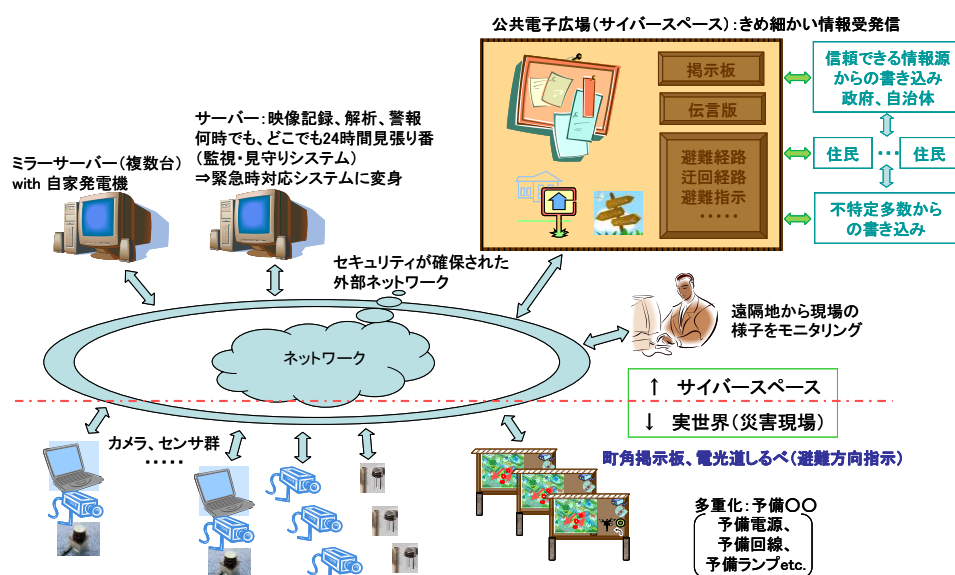 公共電子広場(サイバースペース):きめ細かい情報受発信
掲示板
伝言版
避難経路
迂回経路
避難指示
‥‥‥
信頼できる情報源
からの書き込み
政府、自治体
住民
…
住民
不特定多数から
の書き込み
サーバー:映像記録、解析、警報
何時でも、どこでも24時間見張り番
(監視・見守りシステム)
⇒緊急時対応システムに変身
ミラーサーバー(複数台)
with 自家発電機
セキュリティが確保された
外部ネットワーク
ネットワーク
遠隔地から現場の
様子をモニタリング
↑ サイバースペース
↓ 実世界(災害現場)
カメラ、センサ群
‥‥‥
町角掲示板、電光道しるべ(避難方向指示)
多重化:予備〇〇
予備電源、
予備回線、
予備ランプetc.